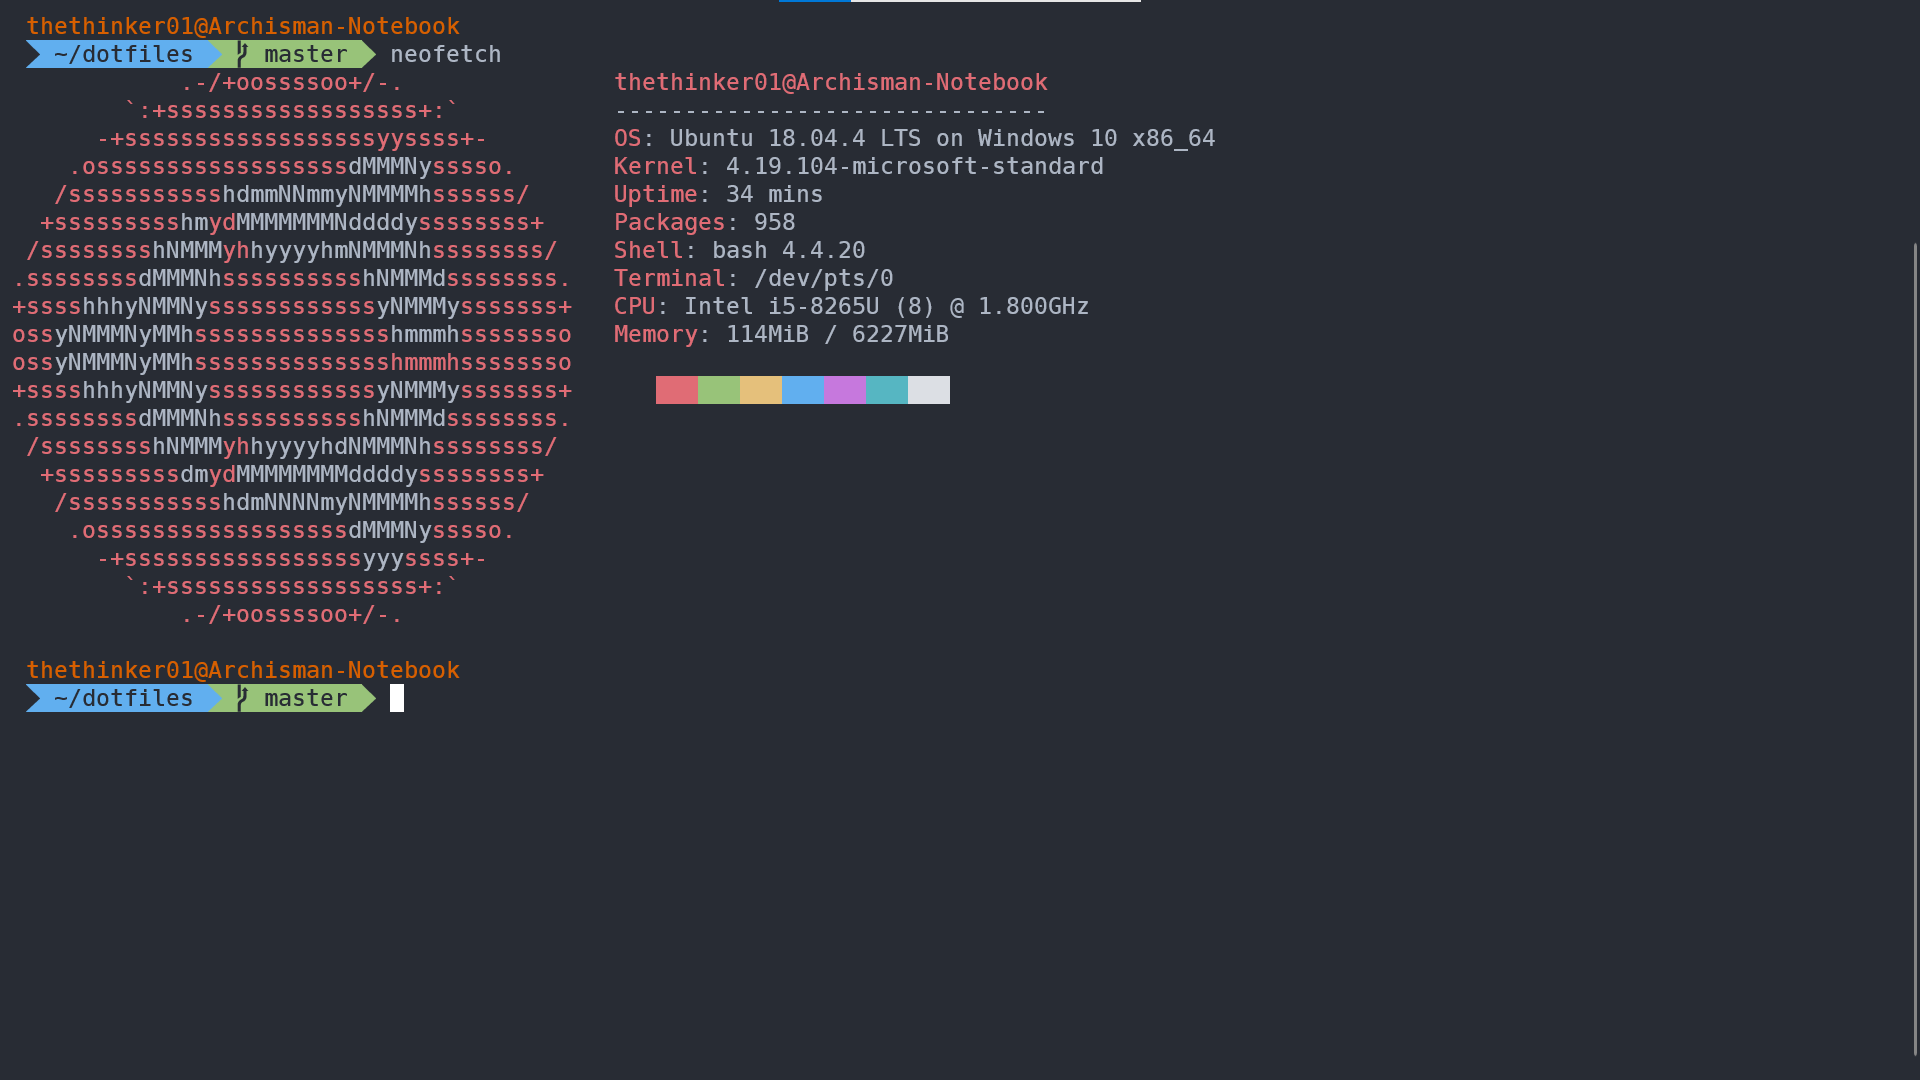 thethinker01@Archisman-Notebook
~/dotfiles master neofetch
            .-/+oossssoo+/-.               thethinker01@Archisman-Notebook
        `:+ssssssssssssssssss+:`           -------------------------------
      -+ssssssssssssssssssyyssss+-         OS: Ubuntu 18.04.4 LTS on Windows 10 x86_64
    .ossssssssssssssssssdMMMNysssso.       Kernel: 4.19.104-microsoft-standard
   /ssssssssssshdmmNNmmyNMMMMhssssss/      Uptime: 34 mins
  +ssssssssshmydMMMMMMMNddddyssssssss+     Packages: 958
 /sssssssshNMMMyhhyyyyhmNMMMNhssssssss/    Shell: bash 4.4.20
.ssssssssdMMMNhsssssssssshNMMMdssssssss.   Terminal: /dev/pts/0
+sssshhhyNMMNyssssssssssssyNMMMysssssss+   CPU: Intel i5-8265U (8) @ 1.800GHz
ossyNMMMNyMMhsssssssssssssshmmmhssssssso   Memory: 114MiB / 6227MiB
ossyNMMMNyMMhsssssssssssssshmmmhssssssso
+sssshhhyNMMNyssssssssssssyNMMMysssssss+
.ssssssssdMMMNhsssssssssshNMMMdssssssss.
 /sssssssshNMMMyhhyyyyhdNMMMNhssssssss/
  +sssssssssdmydMMMMMMMMddddyssssssss+
   /ssssssssssshdmNNNNmyNMMMMhssssss/
    .ossssssssssssssssssdMMMNysssso.
      -+sssssssssssssssssyyyssss+-
        `:+ssssssssssssssssss+:`
            .-/+oossssoo+/-.
thethinker01@Archisman-Notebook
~/dotfiles master